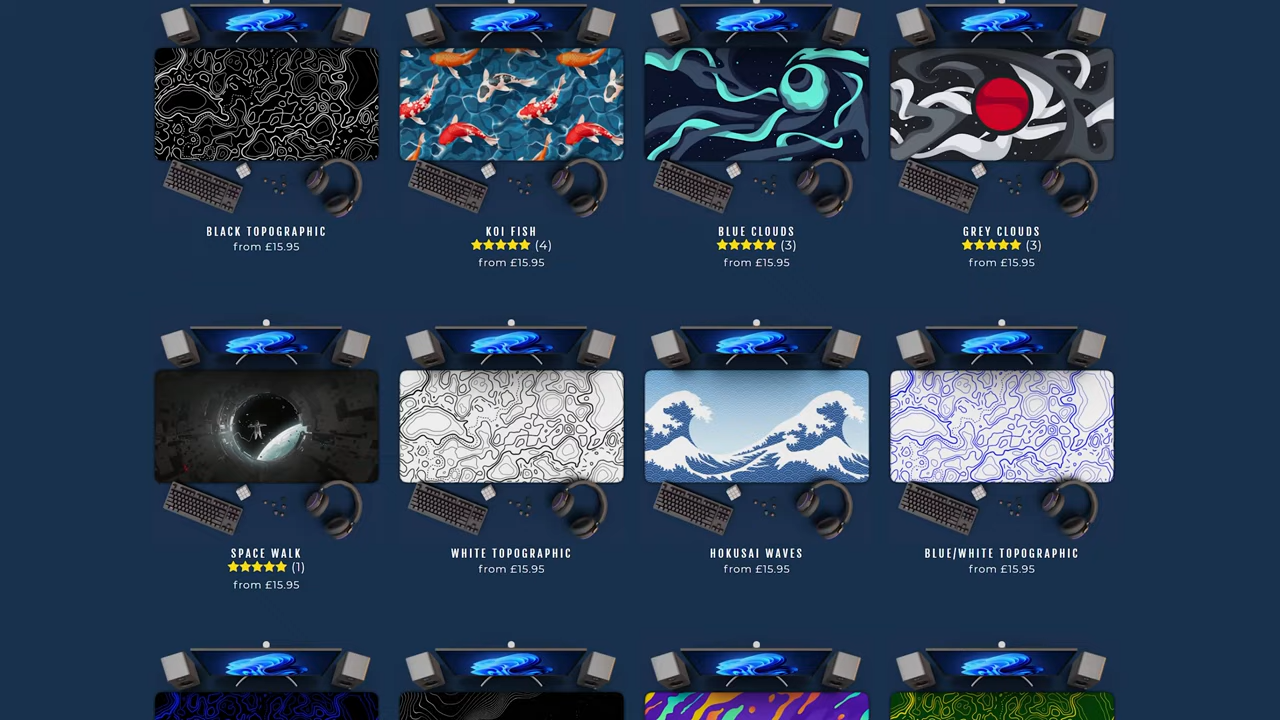 BLACK TOPOGRAPHIC
from £15.95
KOI FISH
(4)
from £15.95
BLUE CLOUDS
(3)
from £15.95
GREY CLOUDS
(3)
from £15.95
SPACE WALK
(1)
from £15.95
WHITE TOPOGRAPHIC
from £15.95
HOKUSAI WAVES
from £15.95
BLUE/WHITE TOPOGRAPHIC
from £15.95